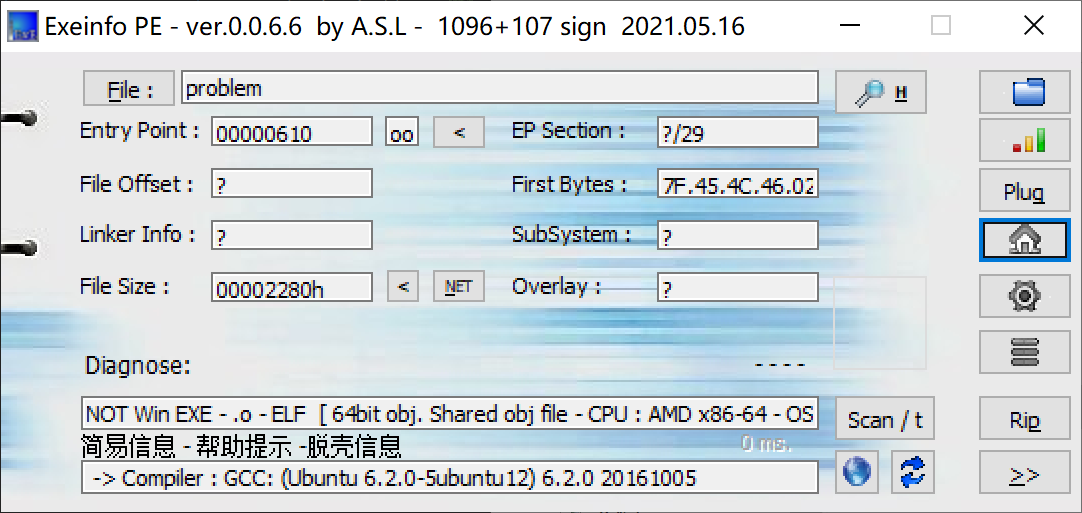 Exeinfo PE - ver.0.0.6.6 by A.S.L - 1096+107 sign 2021.05.16
File : problem H
Entry Point : 00000610 oo < EP Section : ?/29
File Offset : ? First Bytes : 7F.45.4C.46.02 Plug
Linker Info : ? SubSystem : ?
File Size : 00002280h < NET Overlay : ?
Diagnose: ----
NOT Win EXE - .o - ELF [ 64bit obj. Shared obj file - CPU : AMD x86-64 - OS Scan / t Rip
简易信息 - 帮助提示 -脱壳信息 0 ms.
-> Compiler : GCC: (Ubuntu 6.2.0-5ubuntu12) 6.2.0 20161005 >>